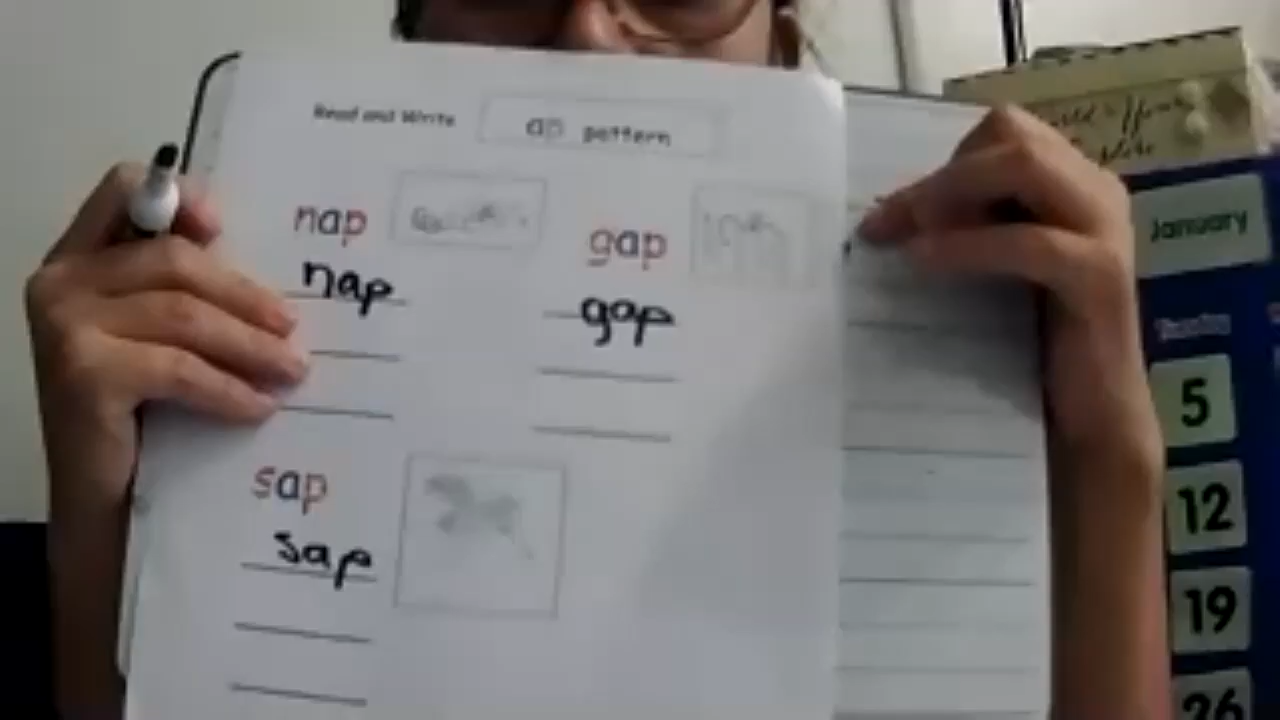 Read and Write
ap pattern
nap
nap
gap
gap
sap
sap
January
5
12
19
26